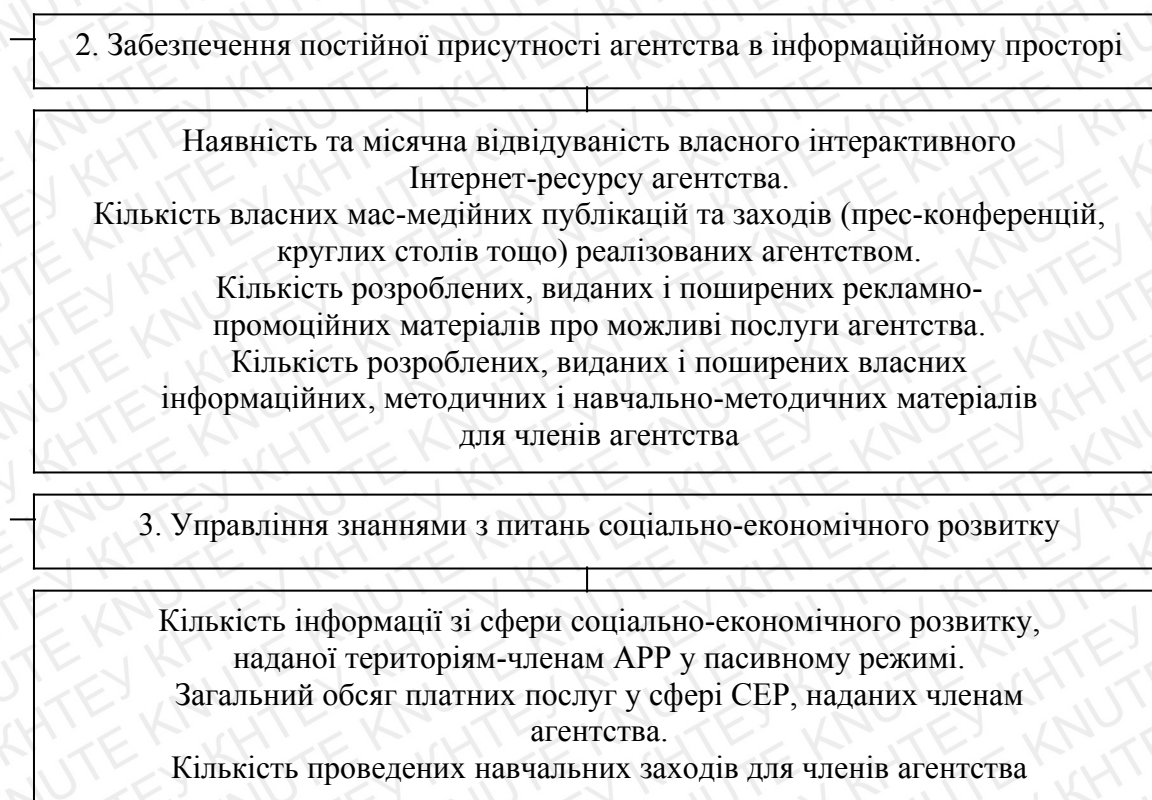 2. Забезпечення постійної присутності агентства в інформаційному просторі
Наявність та місячна відвідуваність власного інтерактивного
Інтернет-ресурсу агентства.
Кількість власних мас-медійних публікацій та заходів (прес-конференцій,
круглих столів тощо) реалізованих агентством.
Кількість розроблених, виданих і поширених рекламно-
промоційних матеріалів про можливі послуги агентства.
Кількість розроблених, виданих і поширених власних
інформаційних, методичних і навчально-методичних матеріалів
для членів агентства
3. Управління знаннями з питань соціально-економічного розвитку
Кількість інформації зі сфери соціально-економічного розвитку,
наданої територіям-членам АРР у пасивному режимі.
Загальний обсяг платних послуг у сфері СЕР, наданих членам
агентства.
Кількість проведених навчальних заходів для членів агентства